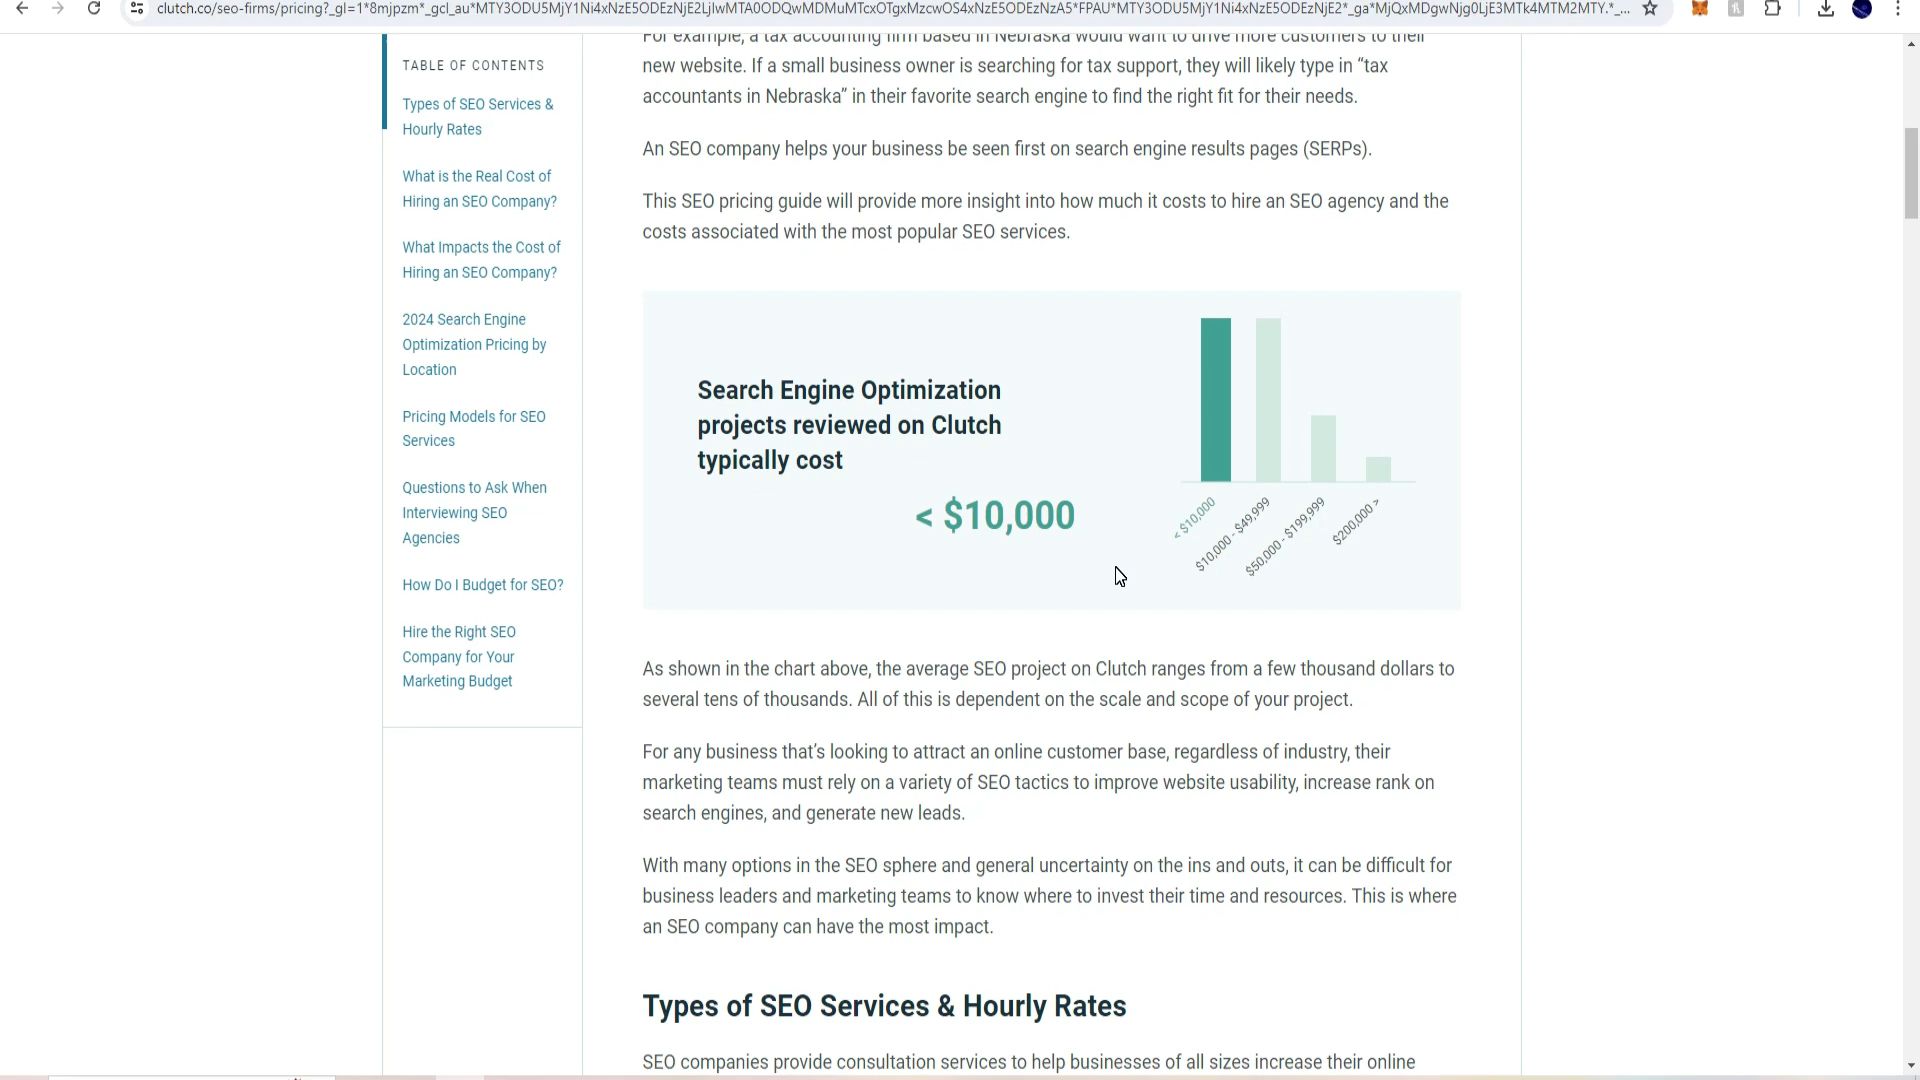 clutch.co/seo-firms/pricing?_gl=1*8mjpzm*_gcl_au*MTY3ODU5MjY1Ni4xNzE5ODEzNjE2LjIwMTA0ODQwMDMuMTcxOTgxMzcwOS4xNzE5ODEzNzA5*FPAU*MTY3ODU5MjY1Ni4xNzE5ODEzNjE2*_ga*MjQxMDgwNjg0LjE3MTk4MTM2MTY.*_...
TABLE OF CONTENTS
Types of SEO Services &
Hourly Rates
What is the Real Cost of
Hiring an SEO Company?
What Impacts the Cost of
Hiring an SEO Company?
2024 Search Engine
Optimization Pricing by
Location
Pricing Models for SEO
Services
Questions to Ask When
Interviewing SEO
Agencies
How Do I Budget for SEO?
Hire the Right SEO
Company for Your
Marketing Budget
For example, a tax accounting firm based in Nebraska would want to drive more customers to their
new website. If a small business owner is searching for tax support, they will likely type in “tax
accountants in Nebraska” in their favorite search engine to find the right fit for their needs.
An SEO company helps your business be seen first on search engine results pages (SERPs).
This SEO pricing guide will provide more insight into how much it costs to hire an SEO agency and the
costs associated with the most popular SEO services.
Search Engine Optimization
projects reviewed on Clutch
typically cost
< $10,000
< $10,000
$10,000 - $49,999
$50,000 - $199,999
$200,000 >
As shown in the chart above, the average SEO project on Clutch ranges from a few thousand dollars to
several tens of thousands. All of this is dependent on the scale and scope of your project.
For any business that’s looking to attract an online customer base, regardless of industry, their
marketing teams must rely on a variety of SEO tactics to improve website usability, increase rank on
search engines, and generate new leads.
With many options in the SEO sphere and general uncertainty on the ins and outs, it can be difficult for
business leaders and marketing teams to know where to invest their time and resources. This is where
an SEO company can have the most impact.
Types of SEO Services & Hourly Rates
SEO companies provide consultation services to help businesses of all sizes increase their online